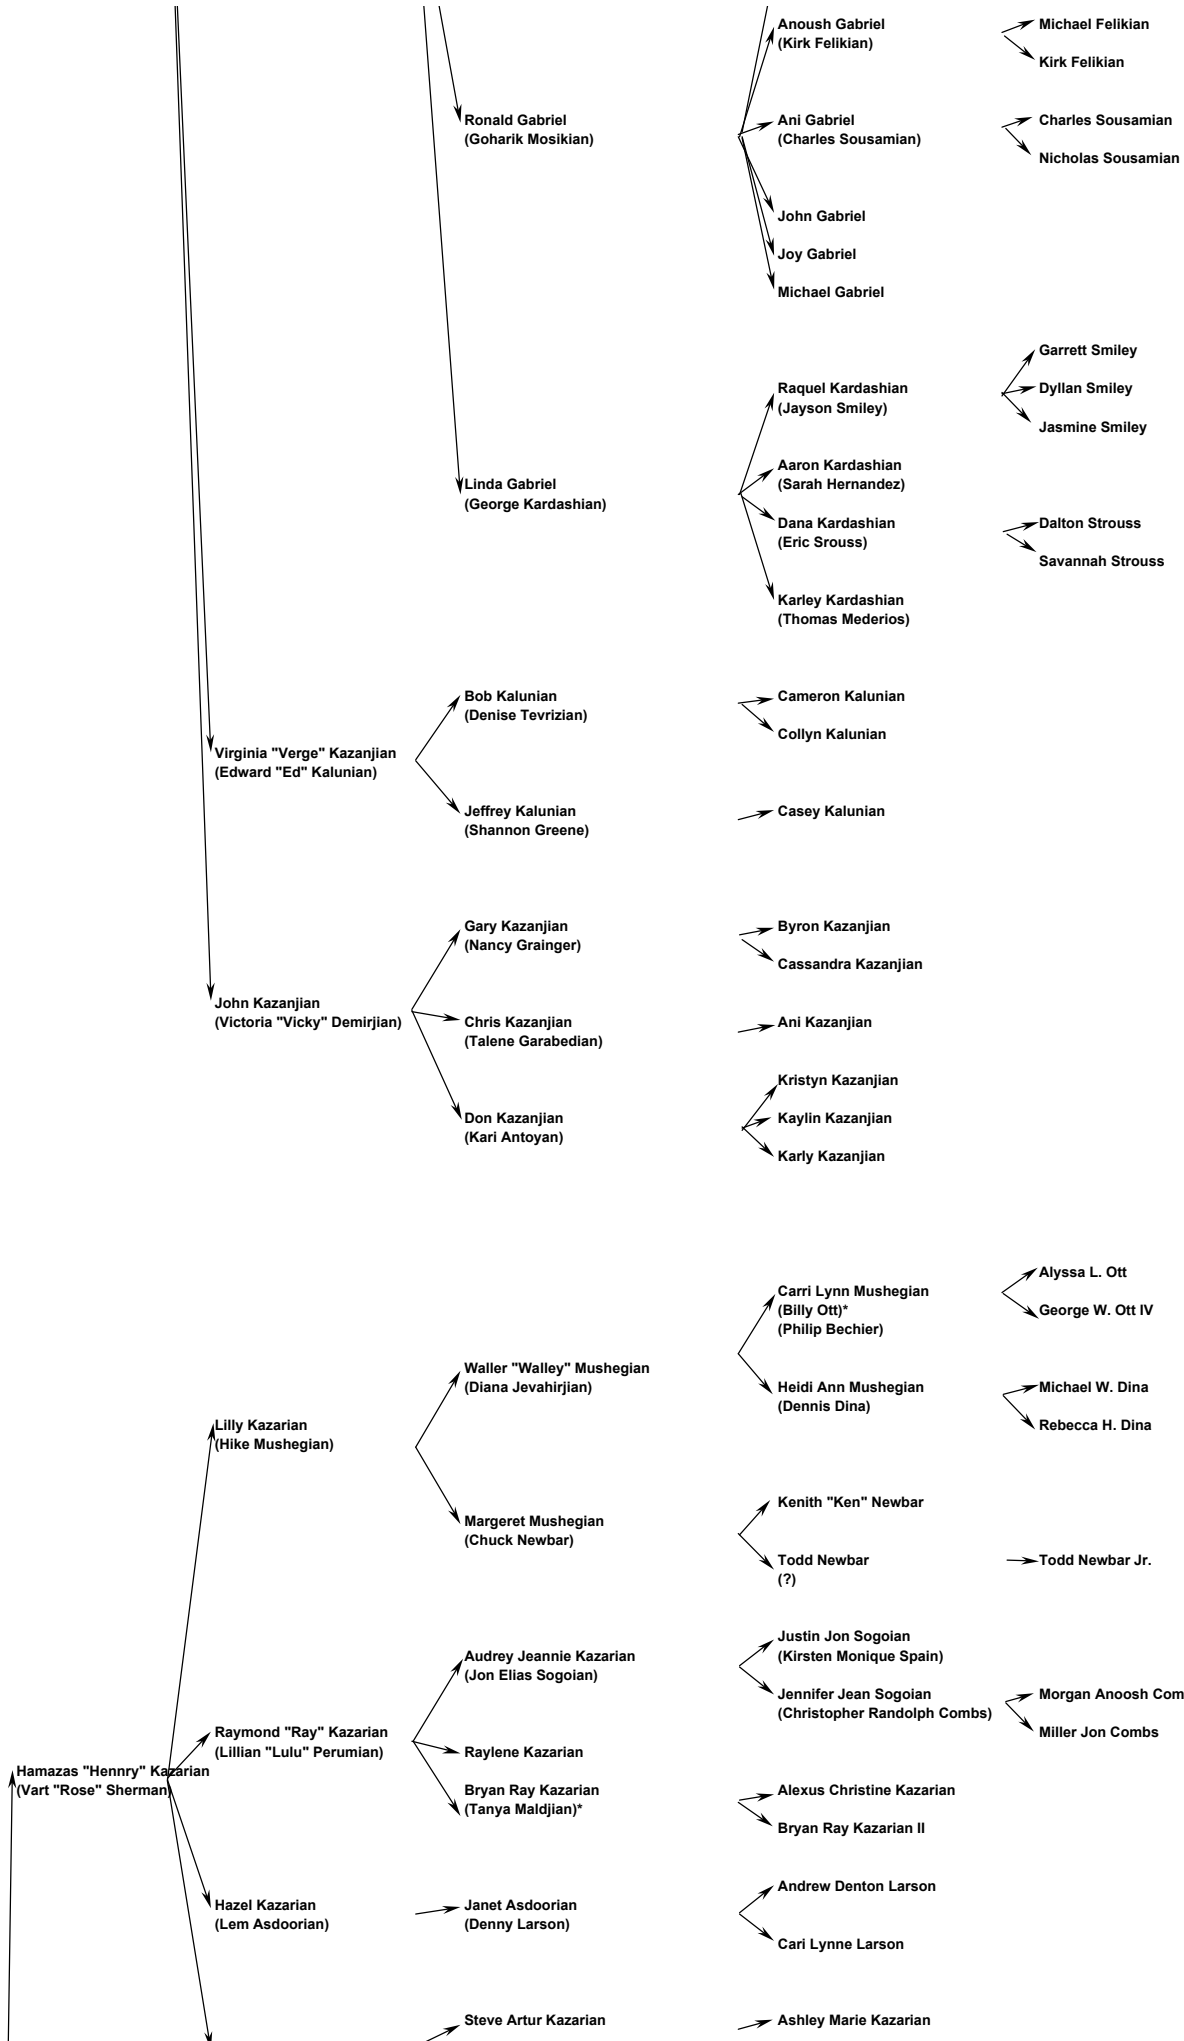 Anoush Gabriel
(Kirk Felikian)
Michael Felikian
Kirk Felikian
Ronald Gabriel
(Goharik Mosikian)
Ani Gabriel
(Charles Sousamian)
Charles Sousamian
Nicholas Sousamian
John Gabriel
Joy Gabriel
Michael Gabriel
Garrett Smiley
Raquel Kardashian
(Jayson Smiley)
Dyllan Smiley
Jasmine Smiley
Aaron Kardashian
(Sarah Hernandez)
Linda Gabriel
(George Kardashian)
Dana Kardashian
(Eric Srouss)
Dalton Strouss
Savannah Strouss
Karley Kardashian
(Thomas Mederios)
Bob Kalunian
(Denise Tevrizian)
Cameron Kalunian
Collyn Kalunian
Virginia "Verge" Kazanjian
(Edward "Ed" Kalunian)
Jeffrey Kalunian
(Shannon Greene)
Casey Kalunian
Gary Kazanjian
(Nancy Grainger)
Byron Kazanjian
Cassandra Kazanjian
John Kazanjian
(Victoria "Vicky" Demirjian)
Chris Kazanjian
(Talene Garabedian)
Ani Kazanjian
Kristyn Kazanjian
Don Kazanjian
(Kari Antoyan)
Kaylin Kazanjian
Karly Kazanjian
Alyssa L. Ott
Carri Lynn Mushegian
(Billy Ott)*
(Philip Bechier)
George W. Ott IV
Waller "Walley" Mushegian
(Diana Jevahirjian)
Heidi Ann Mushegian
(Dennis Dina)
Michael W. Dina
Rebecca H. Dina
Lilly Kazarian
(Hike Mushegian)
Kenith "Ken" Newbar
Margeret Mushegian
(Chuck Newbar)
Todd Newbar
(?)
Todd Newbar Jr.
Justin Jon Sogoian
(Kirsten Monique Spain)
Audrey Jeannie Kazarian
(Jon Elias Sogoian)
Jennifer Jean Sogoian
(Christopher Randolph Combs)
Morgan Anoosh Com
Miller Jon Combs
Raymond "Ray" Kazarian
(Lillian "Lulu" Perumian)
Raylene Kazarian
Hamazas "Hennry" Kazarian
(Vart "Rose" Sherman)
Bryan Ray Kazarian
(Tanya Maldjian)*
Alexus Christine Kazarian
Bryan Ray Kazarian II
Andrew Denton Larson
Hazel Kazarian
(Lem Asdoorian)
Janet Asdoorian
(Denny Larson)
Cari Lynne Larson
Steve Artur Kazarian
Ashley Marie Kazarian